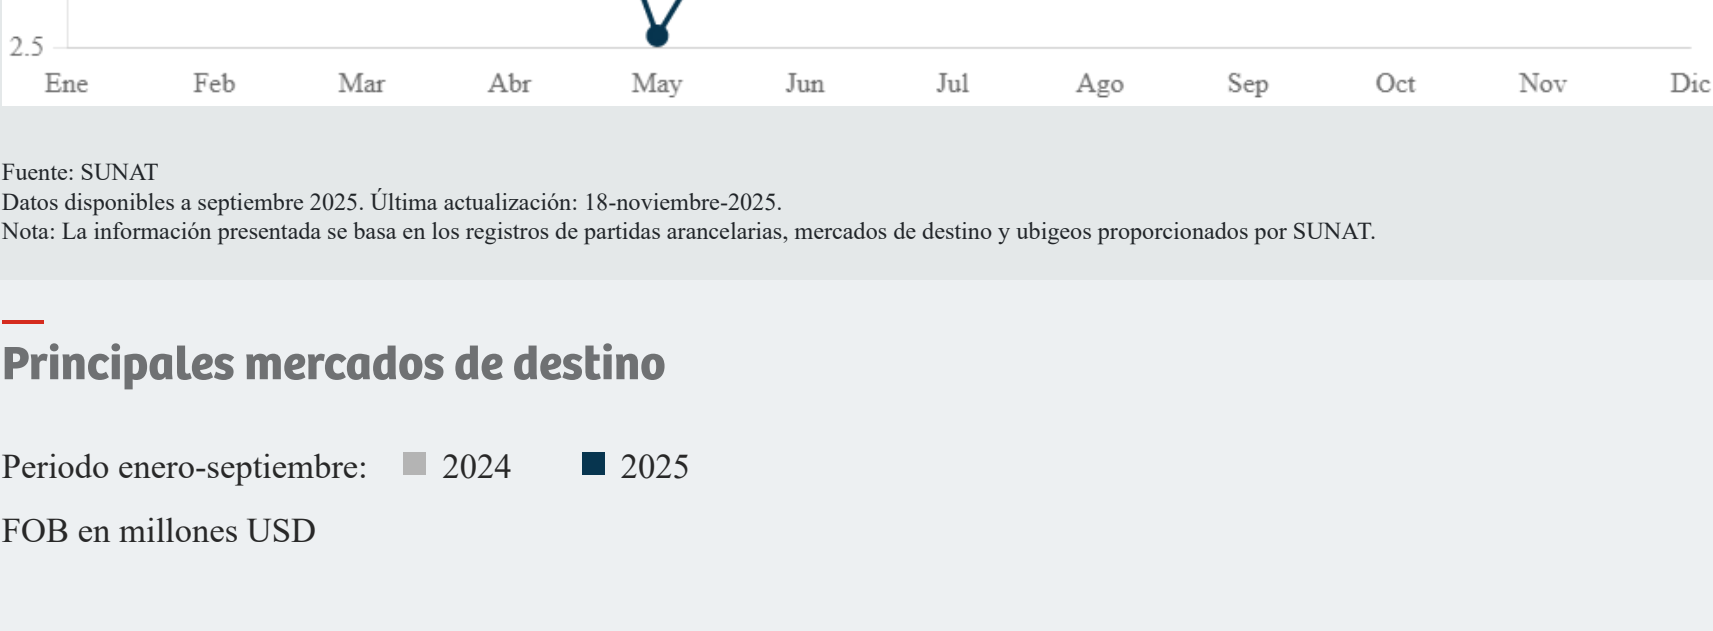 2.5
Ene Feb Mar Abr May Jun Jul Ago Sep Oct Nov Dic
Fuente: SUNAT
Datos disponibles a septiembre 2025. Última actualización: 18-noviembre-2025.
Nota: La información presentada se basa en los registros de partidas arancelarias, mercados de destino y ubigeos proporcionados por SUNAT.
Principales mercados de destino
Periodo enero-septiembre: 2024 2025
FOB en millones USD